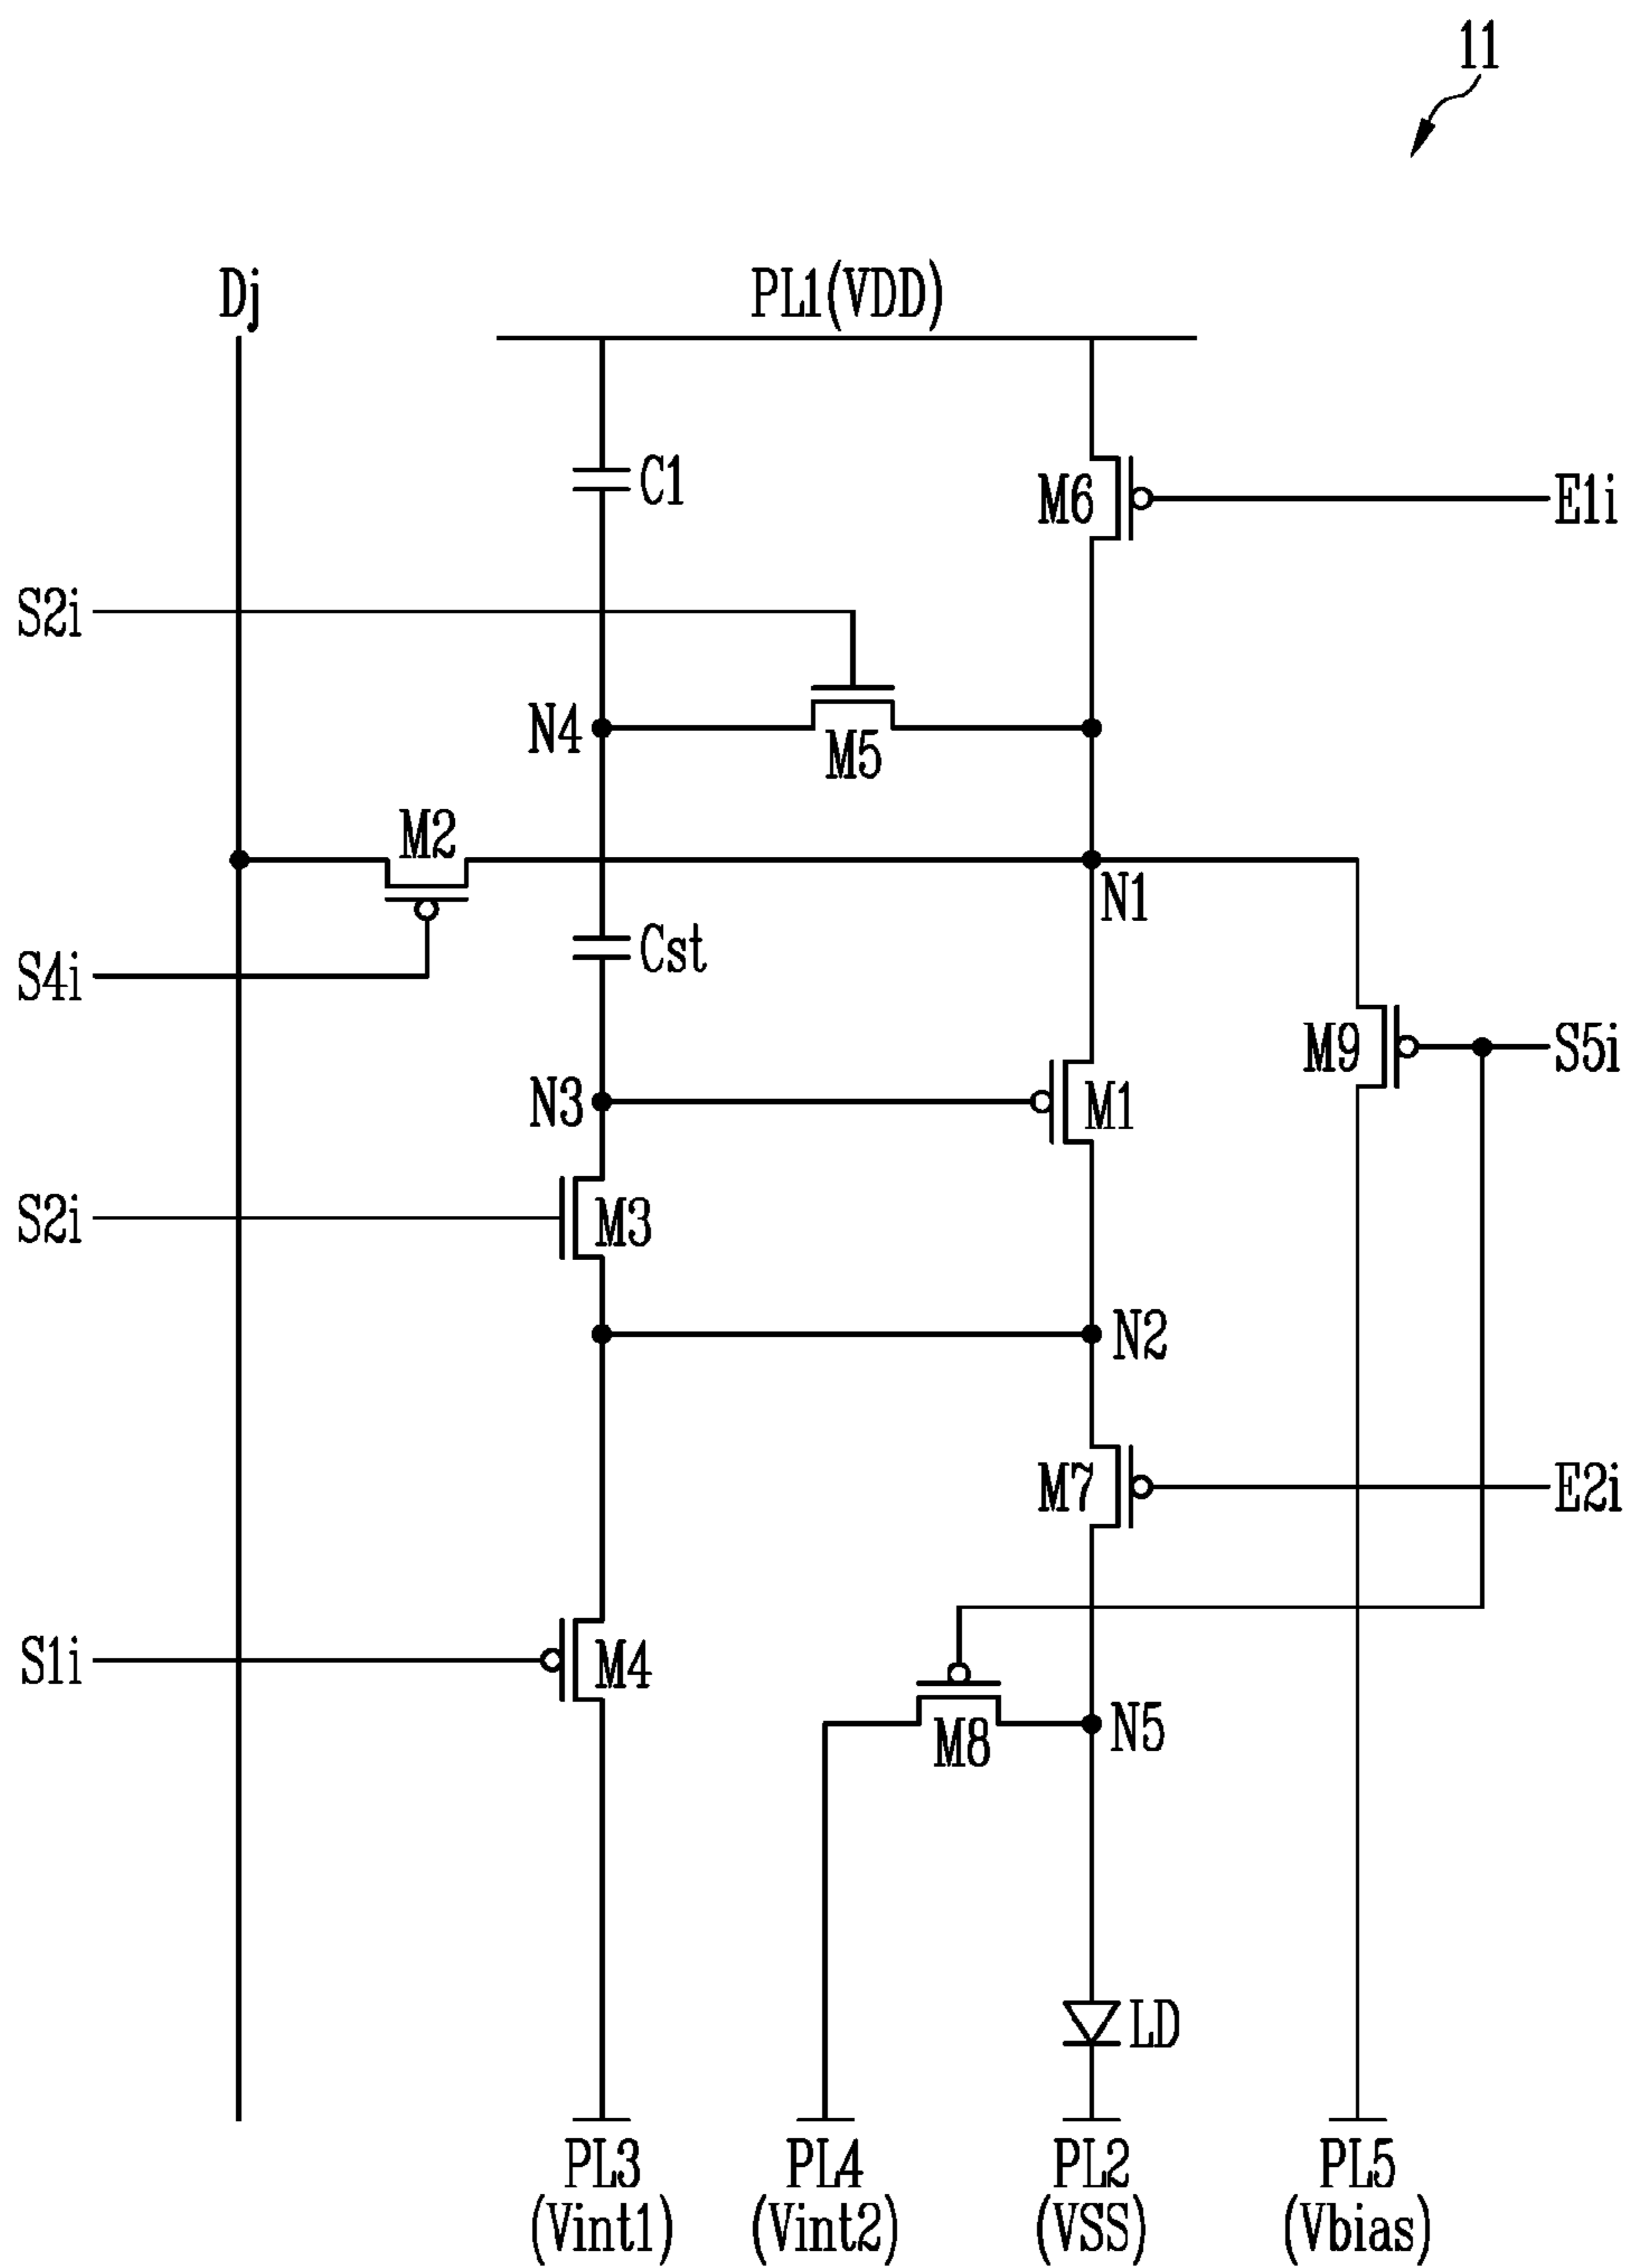 11
Dj
PL1(VDD)
C1
M6
E1i
S2i
N4
M5
M2
N1
S4i
Cst
M9
S5i
N3
M1
S2i
M3
N2
M7
E2i
S1i
M4
M8
N5
LD
PL3
(Vint1)
PL4
(Vint2)
PL2
(VSS)
PL5
(Vbias)